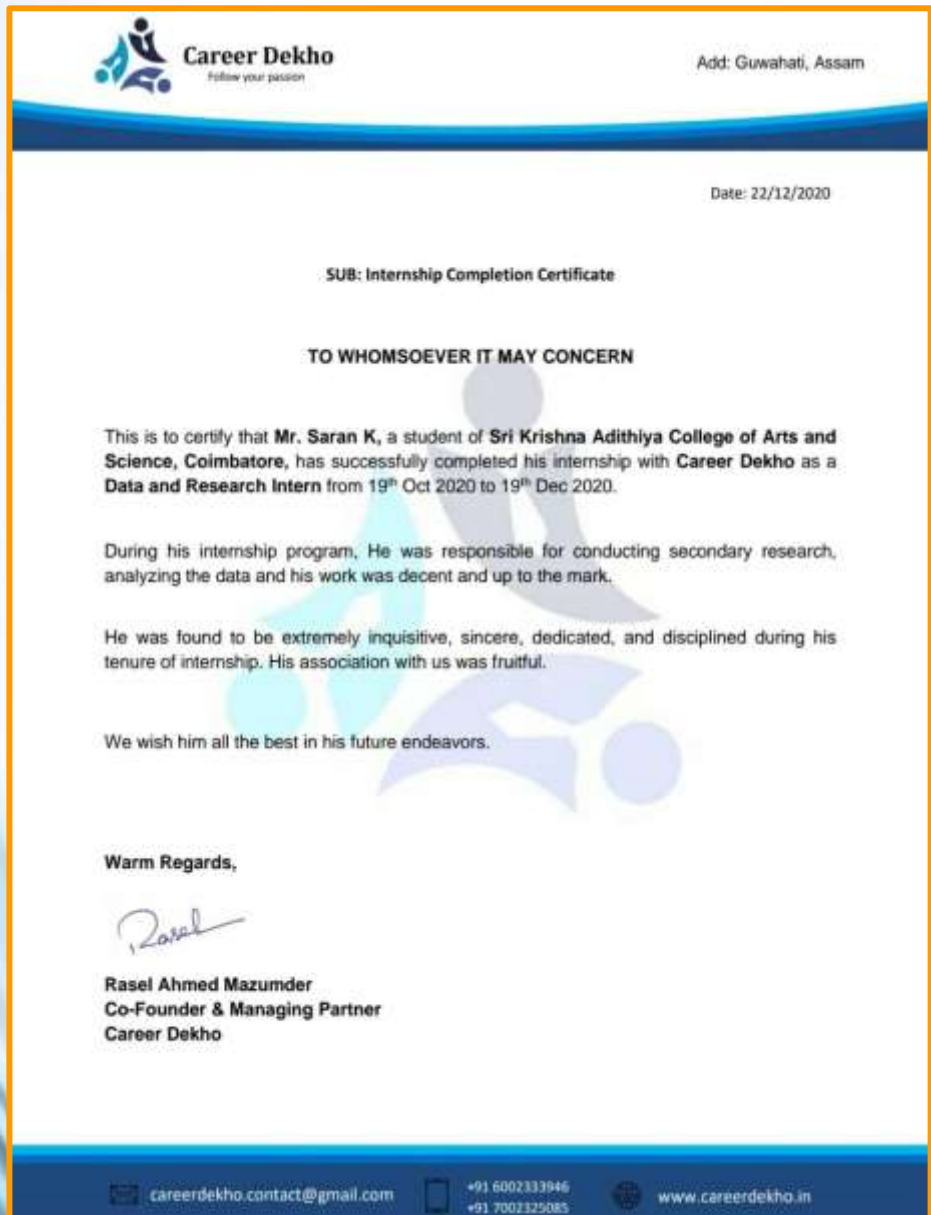 Career Dekho
Follow your passion
Add: Guwahati, Assam
Date: 22/12/2020
SUB: Internship Completion Certificate
TO WHOMSOEVER IT MAY CONCERN
This is to certify that Mr. Saran K, a student of Sri Krishna Adithiya College of Arts and
Science, Coimbatore, has successfully completed his internship with Career Dekho as a
Data and Research Intern from 19th Oct 2020 to 19th Dec 2020.
During his internship program, He was responsible for conducting secondary research,
analyzing the data and his work was decent and up to the mark.
He was found to be extremely inquisitive, sincere, dedicated, and disciplined during his
tenure of internship. His association with us was fruitful.
We wish him all the best in his future endeavors.
Warm Regards,
Rasel
Rasel Ahmed Mazumder
Co-Founder & Managing Partner
Career Dekho
careerdekho.contact@gmail.com
+91 6002333946
+91 7002325085
www.careerdekho.in